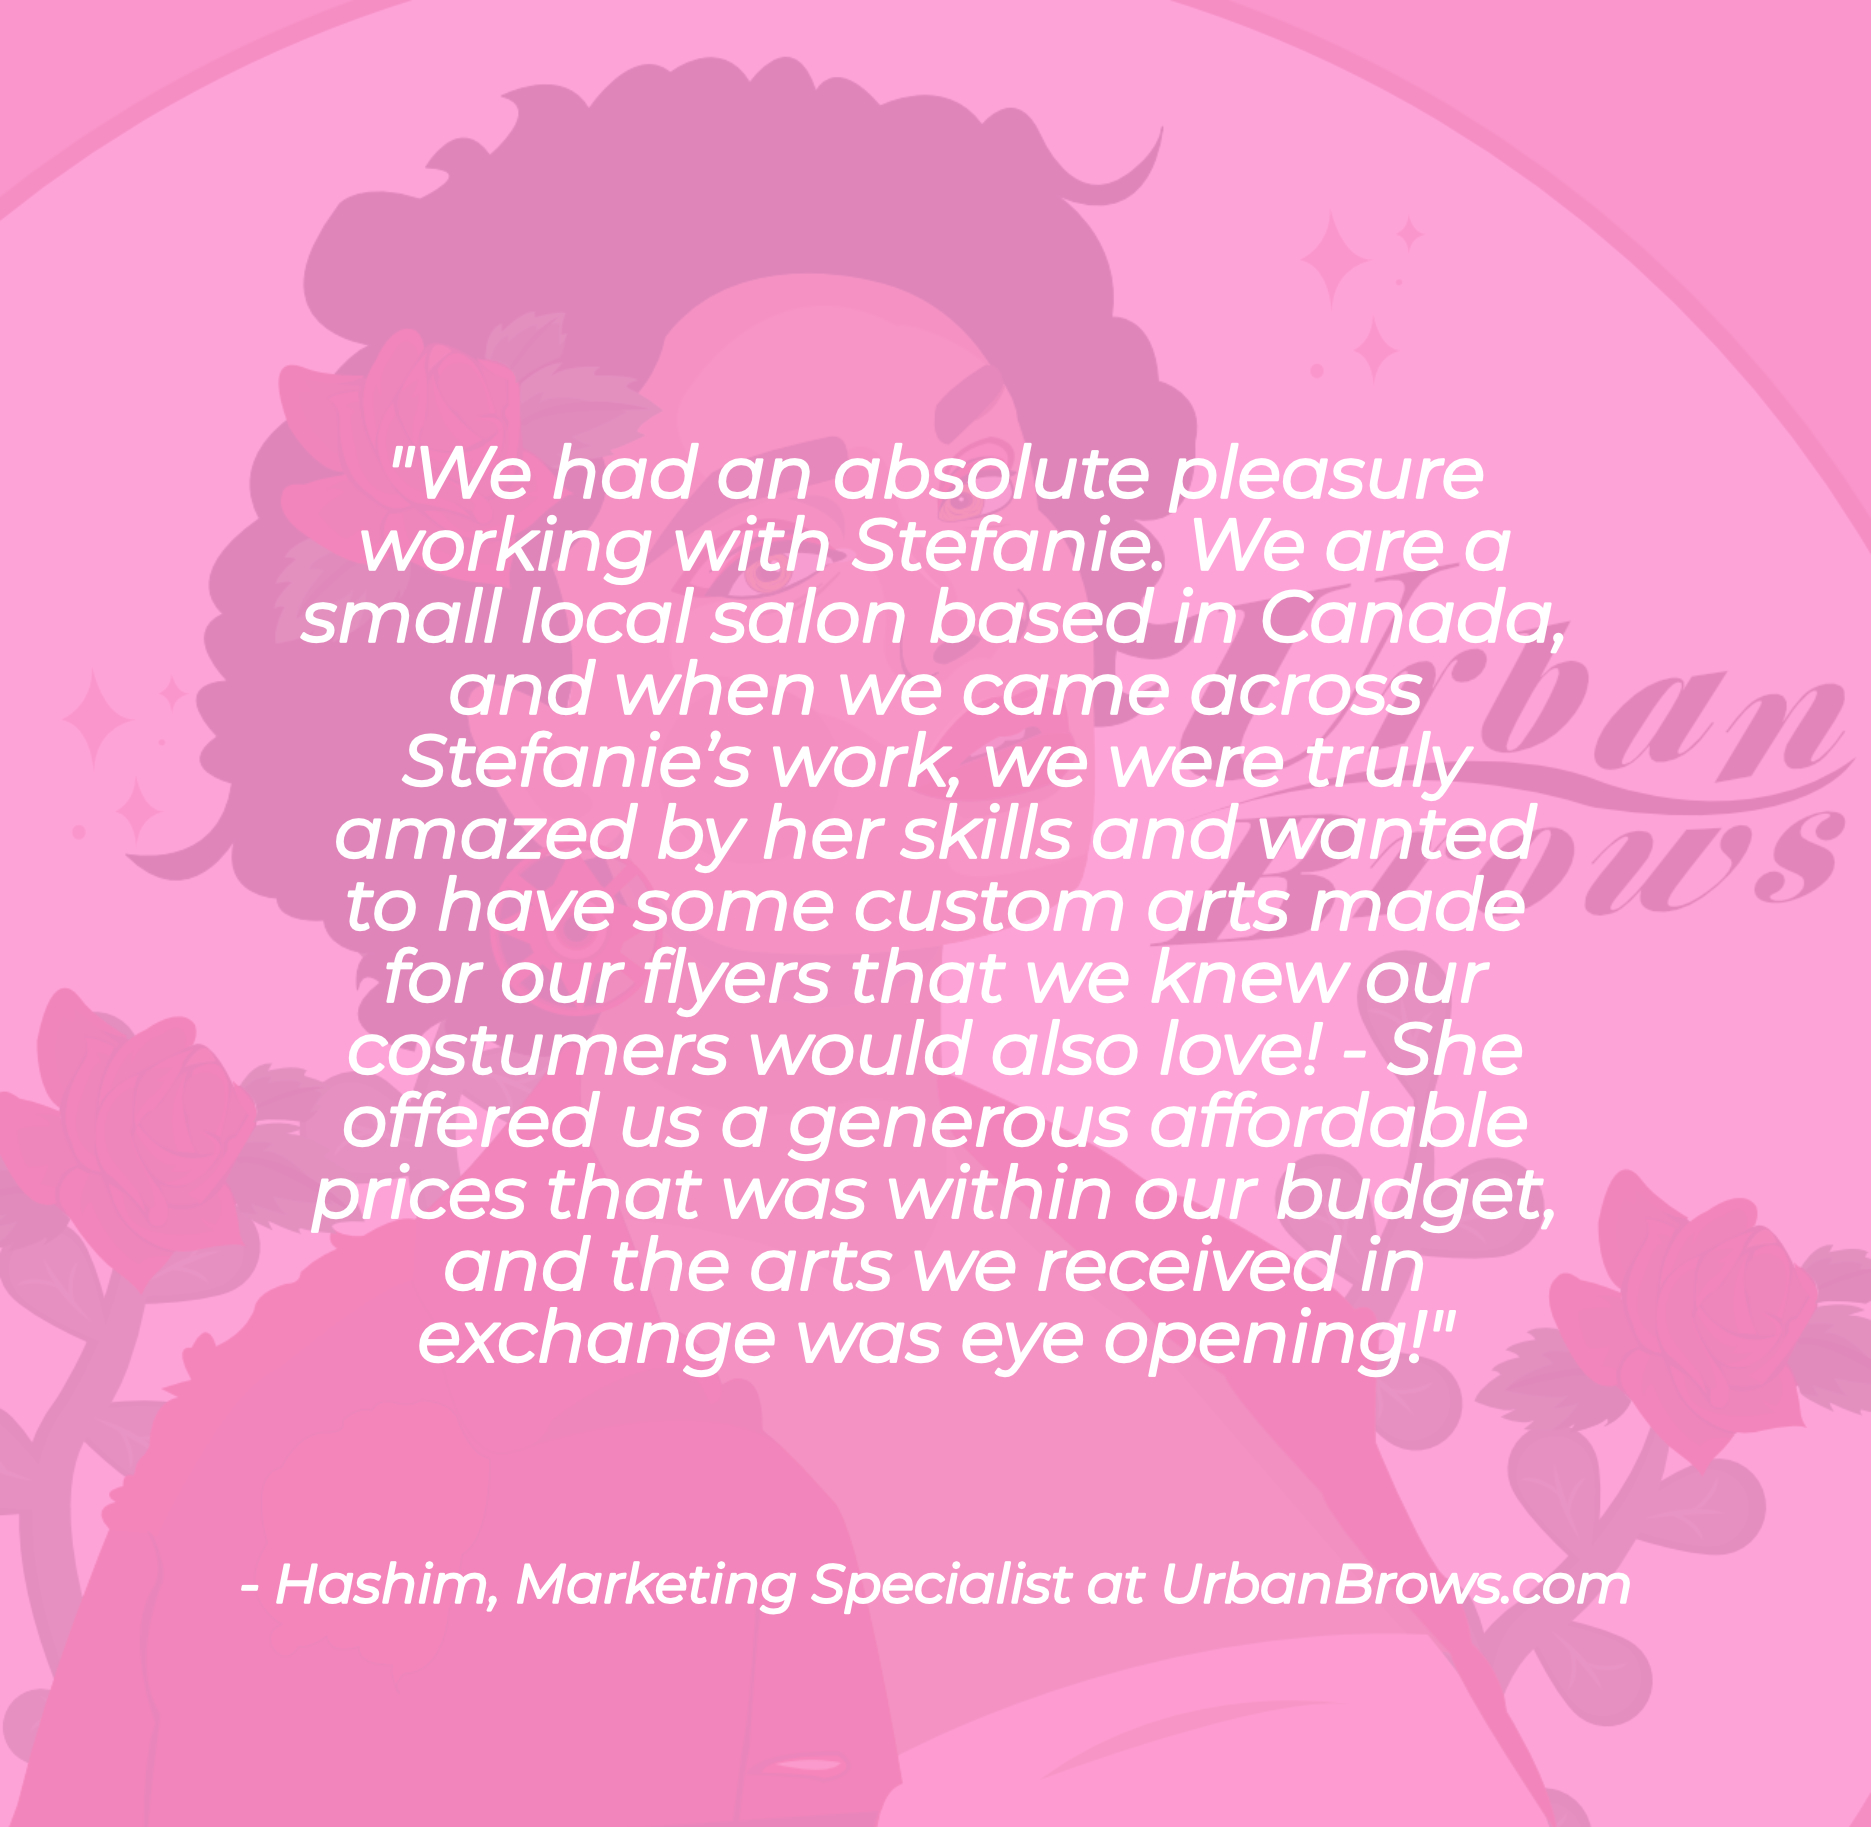 "We had an absolute pleasure
working with Stefanie. We are a
small local salon based in Canada,
and when we came across
Stefanie’s work, we were truly
amazed by her skills and wanted
to have some custom arts made
for our flyers that we knew our
costumers would also love! - She
offered us a generous affordable
prices that was within our budget,
and the arts we received in
exchange was eye opening!"
Urban
Brows
- Hashim, Marketing Specialist at UrbanBrows.com